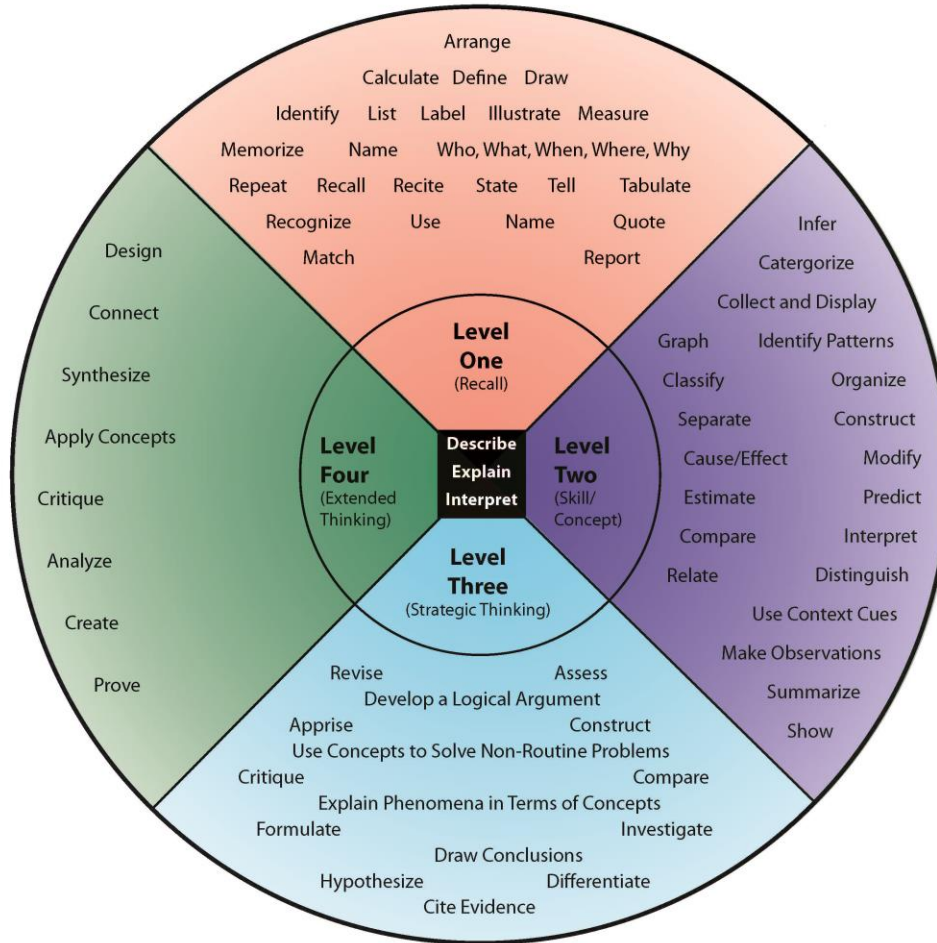 Arrange
Calculate Define Draw
Identify List Label Illustrate Measure
Memorize Name Who, What, When, Where, Why
Repeat Recall Recite State Tell Tabulate
Recognize Use Name Quote
Match Report
Level
One
(Recall)
Design
Connect
Synthesize
Apply Concepts
Critique
Analyze
Create
Prove
Level
Four
(Extended
Thinking)
Describe
Explain
Interpret
Level
Two
(Skill/
Concept)
Infer
Catergorize
Collect and Display
Graph Identify Patterns
Classify Organize
Separate Construct
Cause/Effect Modify
Estimate Predict
Compare Interpret
Relate Distinguish
Use Context Cues
Make Observations
Summarize
Show
Level
Three
(Strategic Thinking)
Revise Assess
Develop a Logical Argument
Apprise Construct
Use Concepts to Solve Non-Routine Problems
Critique Compare
Explain Phenomena in Terms of Concepts
Formulate Investigate
Draw Conclusions
Hypothesize Differentiate
Cite Evidence